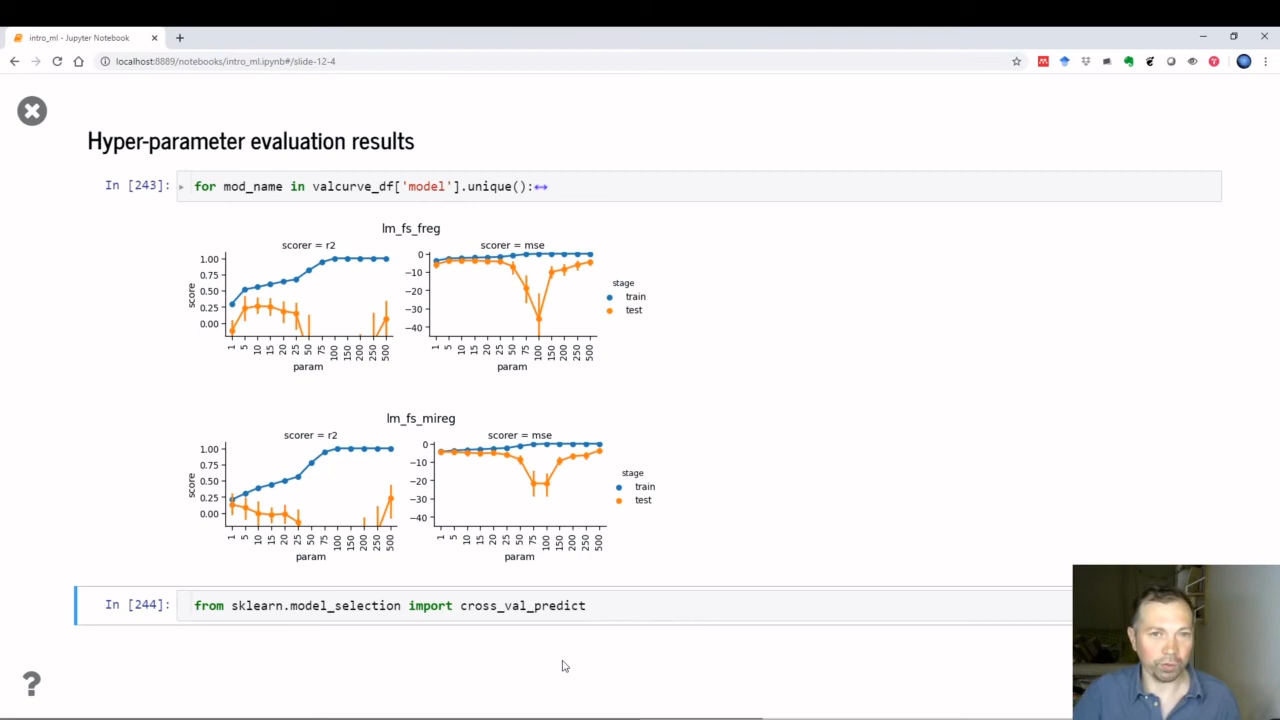 intro_ml - Jupyter Notebook
localhost:8889/notebooks/intro_ml.ipynb#/slide-12-4
Hyper-parameter evaluation results
In [243]: for mod_name in valcurve_df['model'].unique():
lm_fs_freg
scorer = r2 scorer = mse
1.00
0.75
0.50
0.25
0.00
score
0
−10
−20
−30
−40
stage
train
test
1 5 10 15 20 25 50 75 100 150 200 250 500
1 5 10 15 20 25 50 75 100 150 200 250 500
param param
lm_fs_mireg
scorer = r2 scorer = mse
1.00
0.75
0.50
0.25
0.00
score
0
−10
−20
−30
−40
stage
train
test
1 5 10 15 20 25 50 75 100 150 200 250 500
1 5 10 15 20 25 50 75 100 150 200 250 500
param param
In [244]: from sklearn.model_selection import cross_val_predict
?